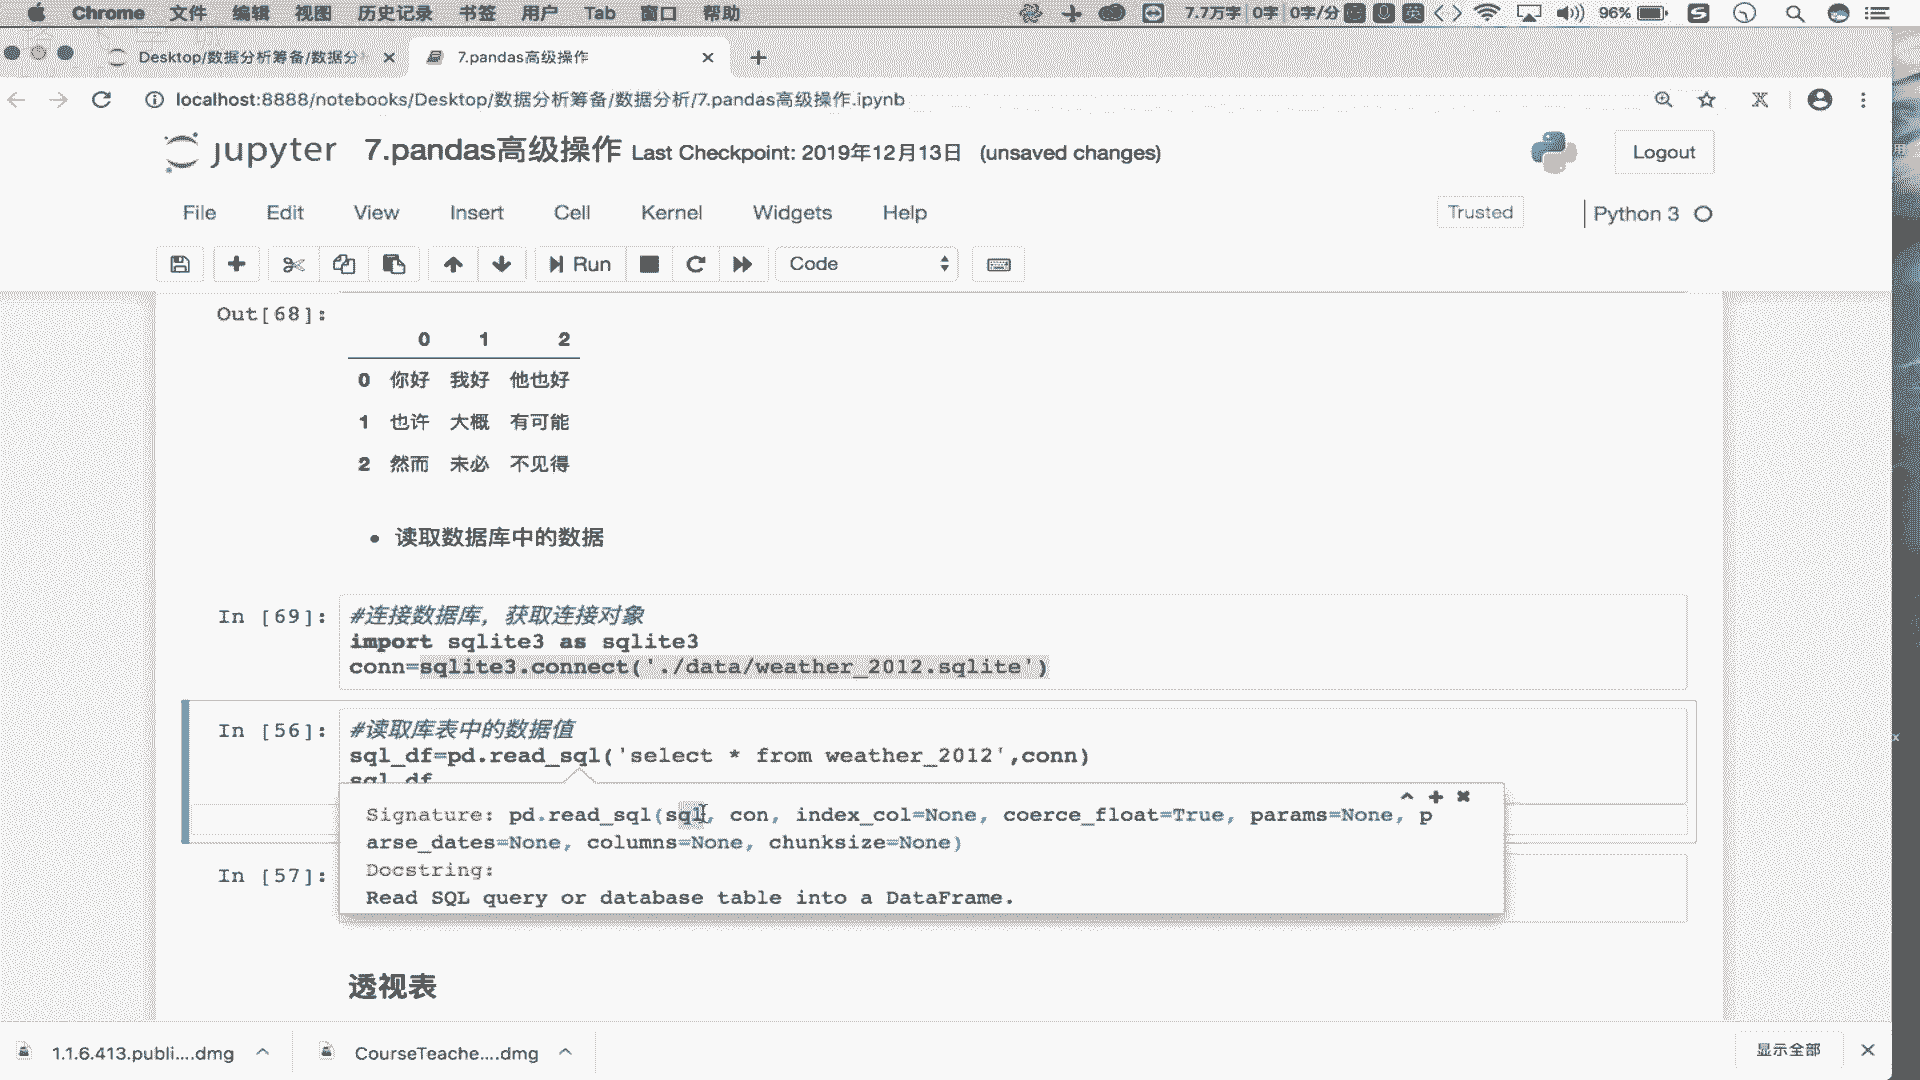 Chrome 文件 编辑 视图 历史记录 书签 用户 Tab 窗口 帮助 7.7万字 0字 0字/分 英 96%
Desktop/数据分析筹备/数据分 7.pandas高级操作
localhost:8888/notebooks/Desktop/数据分析筹备/数据分析/7.pandas高级操作.ipynb
jupyter 7.pandas高级操作 Last Checkpoint: 2019年12月13日 (unsaved changes) Logout
File Edit View Insert Cell Kernel Widgets Help Trusted Python 3
Run Code
Out[68]:
0 1 2
0 你好 我好 他也好
1 也许 大概 有可能
2 然而 未必 不见得
读取数据库中的数据
In [69]: #连接数据库，获取连接对象
import sqlite3 as sqlite3
conn=sqlite3.connect('./data/weather_2012.sqlite')
In [56]: #读取库表中的数据值
sql_df=pd.read_sql('select * from weather_2012',conn)
sql_df
Signature: pd.read_sql(sql, con, index_col=None, coerce_float=True, params=None, p
arse_dates=None, columns=None, chunksize=None)
Docstring:
Read SQL query or database table into a DataFrame.
In [57]:
透视表
1.1.6.413.publi....dmg CourseTeache....dmg 显示全部